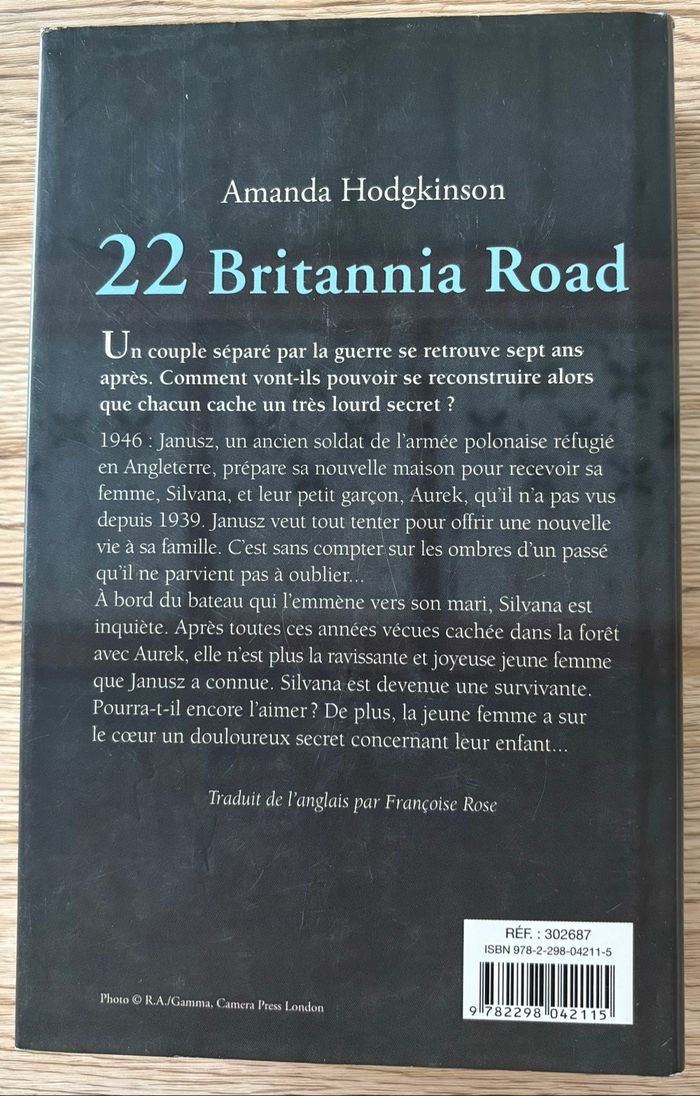 Amanda Hodgkinson
22 Britannia Road
Un couple séparé par la guerre se retrouve sept ans
après. Comment vont-ils pouvoir se reconstruire alors
que chacun cache un très lourd secret ?
1946 : Janusz, un ancien soldat de l'armée polonaise réfugié
en Angleterre, prépare sa nouvelle maison pour recevoir sa
femme, Silvana, et leur petit garçon, Aurek, qu'il n'a pas vus
depuis 1939. Janusz veut tout tenter pour offrir une nouvelle
vie à sa famille. C'est sans compter sur les ombres d'un passé
qu'il ne parvient pas à oublier...
À bord du bateau qui l'emmène vers son mari, Silvana est
inquiète. Après toutes ces années vécues cachée dans la forêt
avec Aurek, elle n'est plus la ravissante et joyeuse jeune femme
que Janusz a connue. Silvana est devenue une survivante.
Pourra-t-il encore l'aimer ? De plus, la jeune femme a sur
le cœur un douloureux secret concernant leur enfant...
Traduit de l'anglais par Françoise Rose
RÉF. : 302687
ISBN 978-2-298-04211-5
9 782298 042115
Photo © R.A./Gamma, Camera Press London